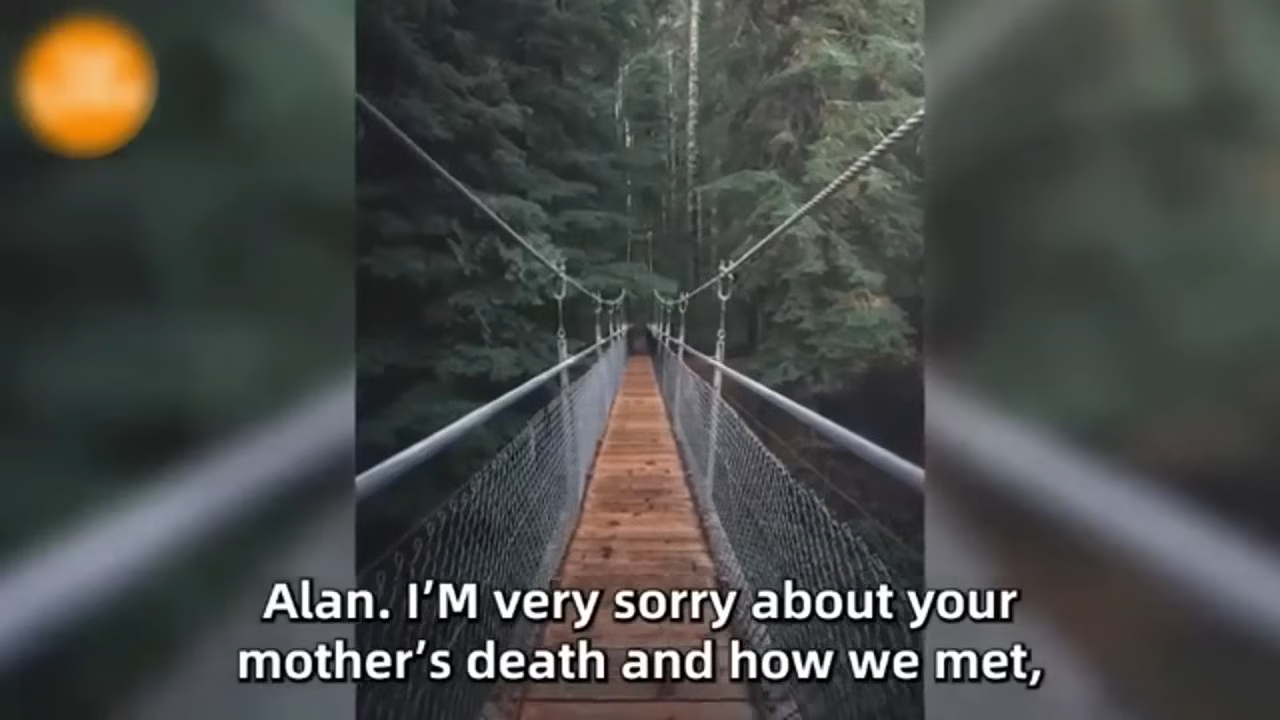 Alan. I’M very sorry about your
mother’s death and how we met,